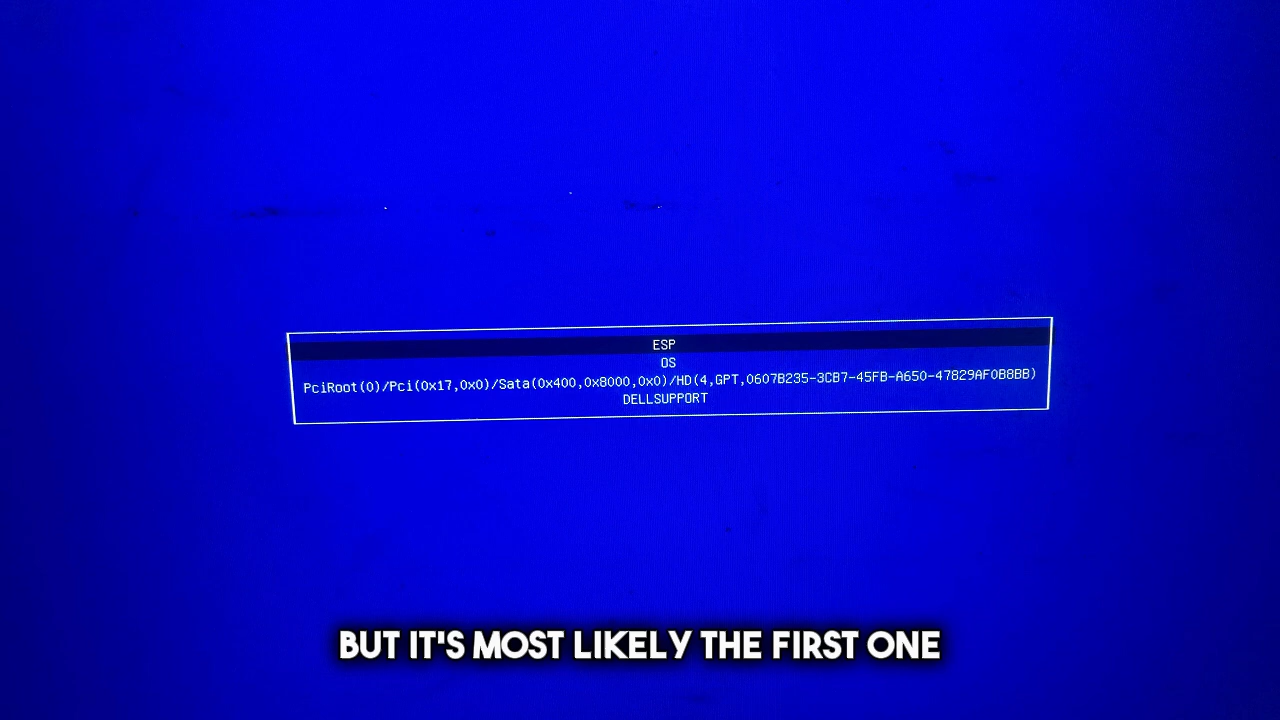 ESP
OS
PciRoot(0)/Pci(0x17,0x0)/Sata(0x400,0x8000,0x0)/HD(4,GPT,0607B235-3CB7-45FB-A650-47829AF0B8BB)
DELLSUPPORT
BUT IT'S MOST LIKELY THE FIRST ONE